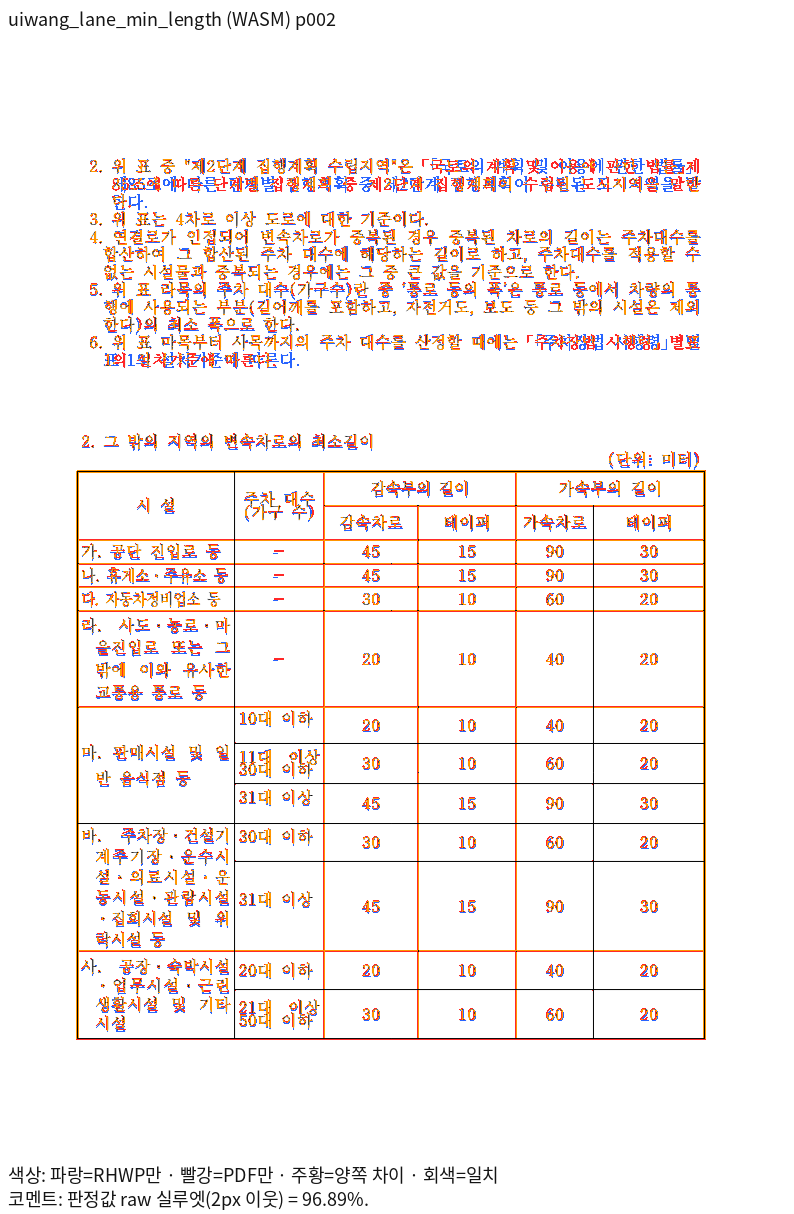 uiwang_lane_min_length (WASM) p002
2. 위 표 중 "제2단계 집행계획 수립지역"은 「국토의 계획 및 이용에 관한 법률」 제
한다.
3. 위 표는 4차로 이상 도로에 대한 기준이다.
4. 연결로가 인접되어 변속차로가 중복된 경우 중복된 차로의 길이는 주차대수를
합산하여 그 합산된 주차 대수에 해당하는 길이로 하고, 주차대수를 적용할 수
없는 시설물과 중복되는 경우에는 그 중 큰 값을 기준으로 한다.
5. 위 표 라목의 주차 대수(가구수)란 중 '통로 등의 폭'은 통로 등에서 차량의 통
행에 사용되는 부분(길어깨를 포함하고, 자전거도, 보도 등 그 밖의 시설은 제외
한다)의 최소 폭으로 한다.
6. 위 표 마목부터 사목까지의 주차 대수를 산정할 때에는 「주차장법 시행령」 별표
2. 그 밖의 지역의 변속차로의 최소길이
(단위: 미터)
시 설 주차 대수 (가구 수) 감속부의 길이 가속부의 길이
감속차로 테이퍼 가속차로 테이퍼
가. 공단 진입로 등 - 45 15 90 30
나. 휴게소·주유소 등 - 45 15 90 30
다. 자동차정비업소 등 - 30 10 60 20
라. 사도·농로·마
을진입로 또는 그
밖에 이와 유사한
교통용 통로 등
- 20 10 40 20
마. 판매시설 및 일
반 음식점 등
10대 이하 20 10 40 20
11대 이상
30대 이하
30 10 60 20
31대 이상 45 15 90 30
바. 주차장·건설기
계주기장·운수시
설·의료시설·운
동시설·관람시설
·집회시설 및 위
락시설 등
30대 이하 30 10 60 20
31대 이상 45 15 90 30
사. 공장·숙박시설
·업무시설·근린
생활시설 및 기타
시설
20대 이하 20 10 40 20
21대 이상
50대 이하
30 10 60 20
색상: 파랑=RHWP만 · 빨강=PDF만 · 주황=양쪽 차이 · 회색=일치
코멘트: 판정값 raw 실루엣(2px 이웃) = 96.89%.